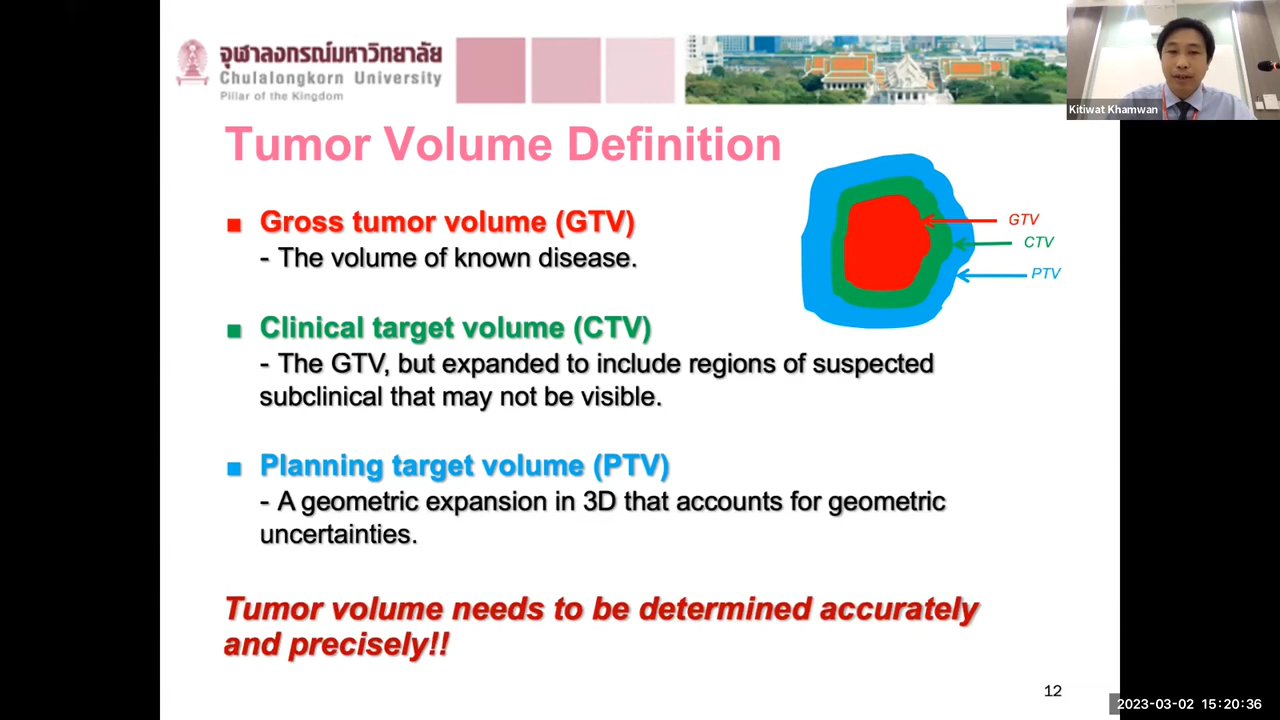 จุฬาลงกรณ์มหาวิทยาลัย
Chulalongkorn University
Pillar of the Kingdom
Kitiwat Khamwan
Tumor Volume Definition
Gross tumor volume (GTV)
- The volume of known disease.
GTV
CTV
PTV
Clinical target volume (CTV)
- The GTV, but expanded to include regions of suspected
subclinical that may not be visible.
Planning target volume (PTV)
- A geometric expansion in 3D that accounts for geometric
uncertainties.
Tumor volume needs to be determined accurately
and precisely!!
12
2023-03-02 15:20:36